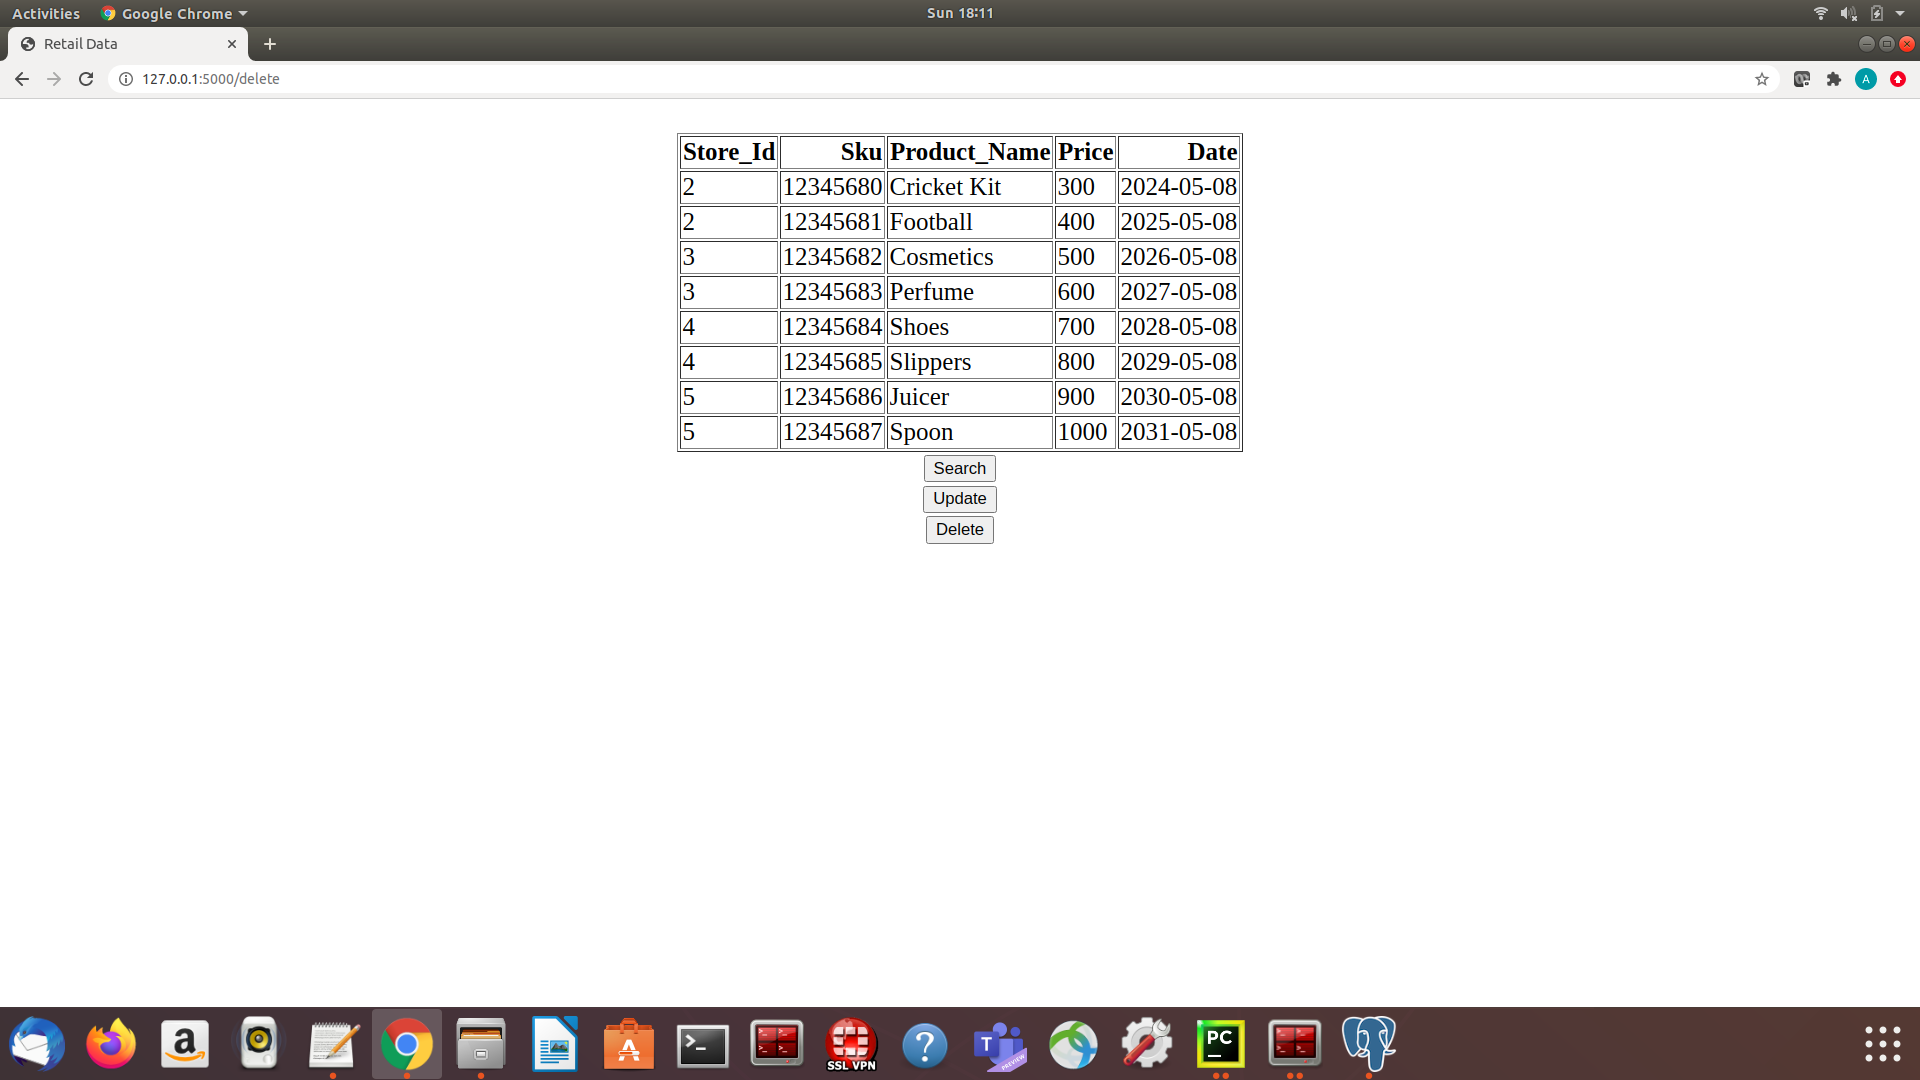 Activities Google Chrome Sun 18:11
Retail Data
127.0.0.1:5000/delete A
Store_Id Sku Product_Name Price Date
2 12345680 Cricket Kit 300 2024-05-08
2 12345681 Football 400 2025-05-08
3 12345682 Cosmetics 500 2026-05-08
3 12345683 Perfume 600 2027-05-08
4 12345684 Shoes 700 2028-05-08
4 12345685 Slippers 800 2029-05-08
5 12345686 Juicer 900 2030-05-08
5 12345687 Spoon 1000 2031-05-08
Search
Update
Delete
a A >_ SSL VPN ? T PREVIEW PC